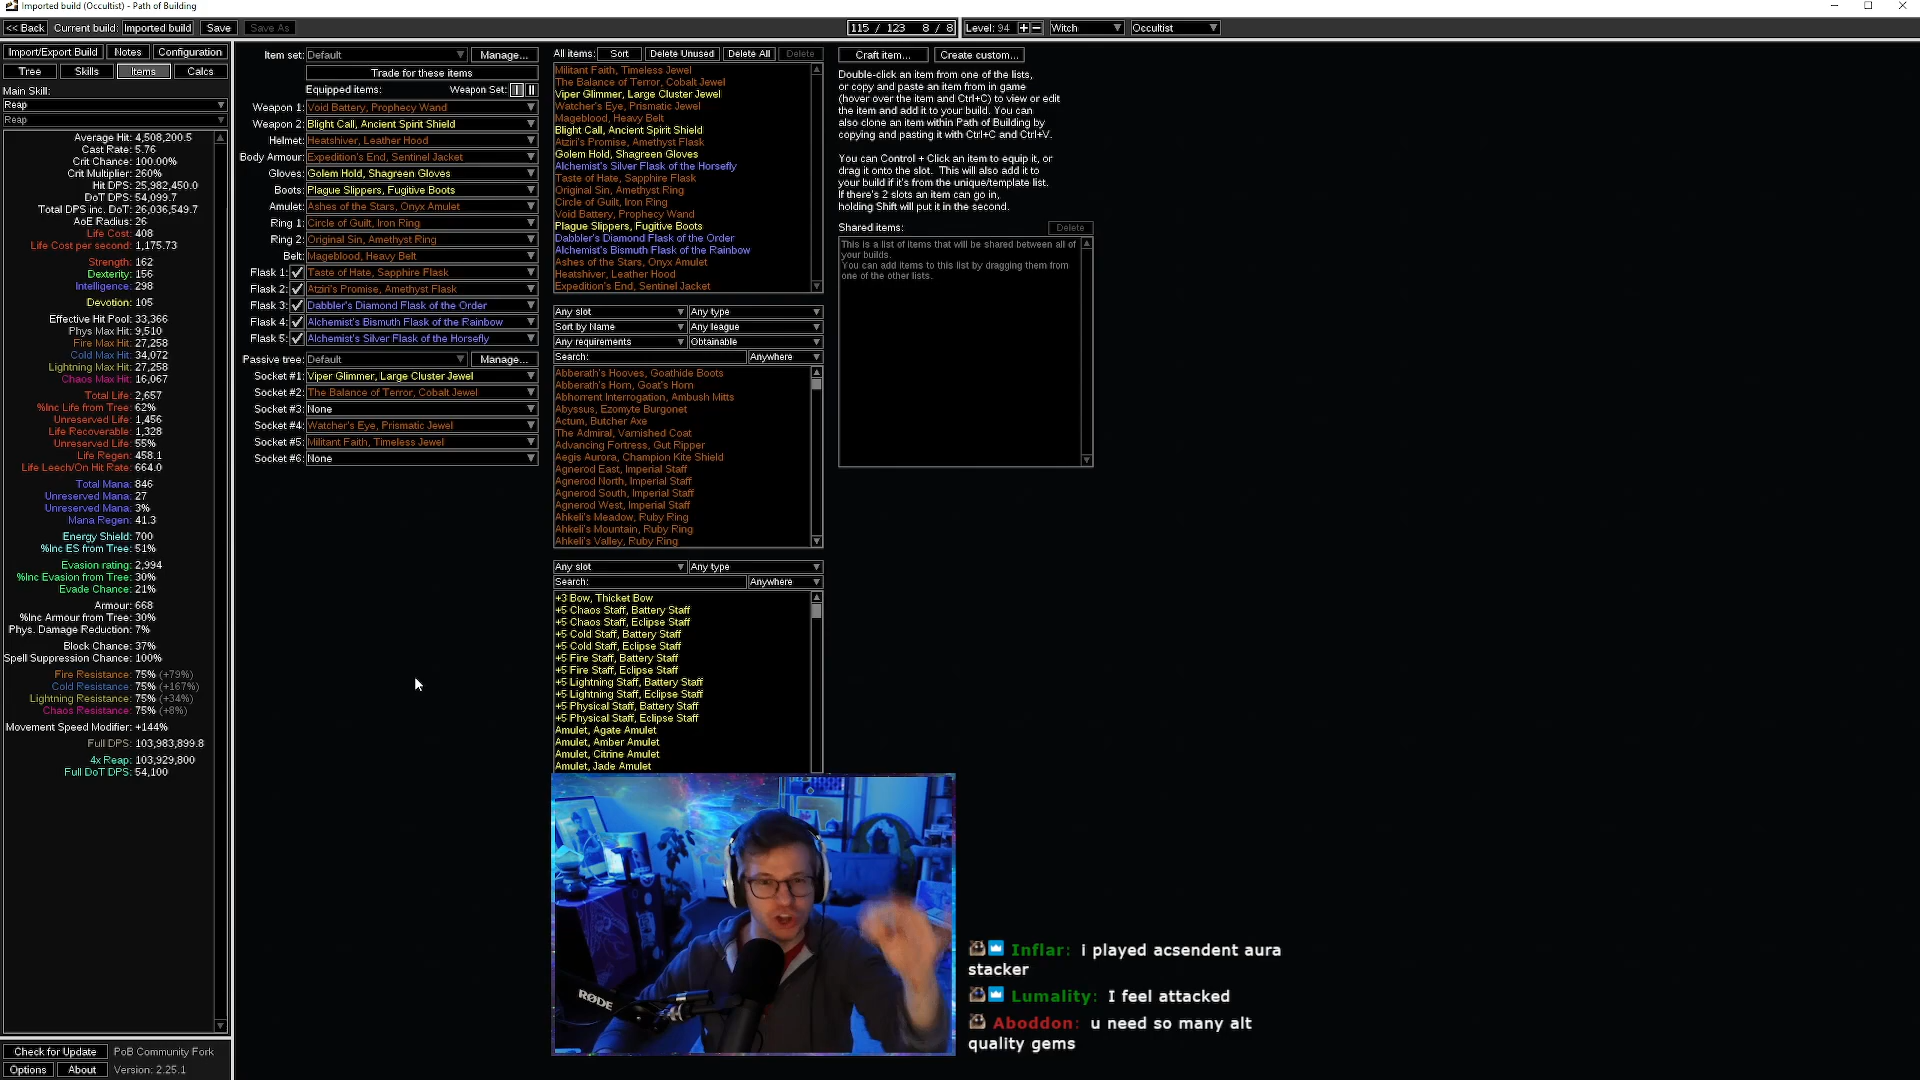 Imported build (Occultist) - Path of Building
<< Back
Current build:
Imported build
Save
Save As
115 / 123 8 / 8
Level: 94
+
-
Witch
Occultist
Import/Export Build
Notes
Configuration
Tree
Skills
Items
Calcs
Main Skill:
Reap
Reap
Average Hit: 4,508,200.5
Cast Rate: 5.76
Crit Chance: 100.00%
Crit Multiplier: 260%
Hit DPS: 25,982,450.0
DoT DPS: 54,099.7
Total DPS inc. DoT: 26,036,549.7
AoE Radius: 26
Life Cost: 408
Life Cost per second: 1,175.73
Strength: 162
Dexterity: 156
Intelligence: 298
Devotion: 105
Effective Hit Pool: 33,366
Phys Max Hit: 9,510
Fire Max Hit: 27,258
Cold Max Hit: 34,072
Lightning Max Hit: 27,258
Chaos Max Hit: 16,067
Total Life: 2,657
%Inc Life from Tree: 62%
Unreserved Life: 1,456
Life Recoverable: 1,328
Unreserved Life: 55%
Life Regen: 458.1
Life Leech/On Hit Rate: 664.0
Total Mana: 846
Unreserved Mana: 27
Unreserved Mana: 3%
Mana Regen: 41.3
Energy Shield: 700
%Inc ES from Tree: 51%
Evasion rating: 2,994
%Inc Evasion from Tree: 30%
Evade Chance: 21%
Armour: 668
%Inc Armour from Tree: 30%
Phys. Damage Reduction: 7%
Block Chance: 37%
Spell Suppression Chance: 100%
Fire Resistance: 75% (+79%)
Cold Resistance: 75% (+167%)
Lightning Resistance: 75% (+34%)
Chaos Resistance: 75% (+8%)
Movement Speed Modifier: +144%
Full DPS: 103,983,899.8
4x Reap: 103,929,800
Full DoT DPS: 54,100
Check for Update
PoB Community Fork
Options
About
Version: 2.25.1
Item set: Default
Manage...
Trade for these items
Equipped items:
Weapon Set: I II
Weapon 1: Void Battery, Prophecy Wand
Weapon 2: Blight Call, Ancient Spirit Shield
Helmet: Heatshiver, Leather Hood
Body Armour: Expedition's End, Sentinel Jacket
Gloves: Golem Hold, Shagreen Gloves
Boots: Plague Slippers, Fugitive Boots
Amulet: Ashes of the Stars, Onyx Amulet
Ring 1: Circle of Guilt, Iron Ring
Ring 2: Original Sin, Amethyst Ring
Belt: Mageblood, Heavy Belt
Flask 1: Taste of Hate, Sapphire Flask
Flask 2: Atziri's Promise, Amethyst Flask
Flask 3: Dabbler's Diamond Flask of the Order
Flask 4: Alchemist's Bismuth Flask of the Rainbow
Flask 5: Alchemist's Silver Flask of the Horsefly
Passive tree: Default
Manage...
Socket #1: Viper Glimmer, Large Cluster Jewel
Socket #2: The Balance of Terror, Cobalt Jewel
Socket #3: None
Socket #4: Watcher's Eye, Prismatic Jewel
Socket #5: Militant Faith, Timeless Jewel
Socket #6: None
All items:
Sort
Delete Unused
Delete All
Delete
Militant Faith, Timeless Jewel
The Balance of Terror, Cobalt Jewel
Viper Glimmer, Large Cluster Jewel
Watcher's Eye, Prismatic Jewel
Mageblood, Heavy Belt
Blight Call, Ancient Spirit Shield
Atziri's Promise, Amethyst Flask
Golem Hold, Shagreen Gloves
Alchemist's Silver Flask of the Horsefly
Taste of Hate, Sapphire Flask
Original Sin, Amethyst Ring
Circle of Guilt, Iron Ring
Void Battery, Prophecy Wand
Plague Slippers, Fugitive Boots
Dabbler's Diamond Flask of the Order
Alchemist's Bismuth Flask of the Rainbow
Ashes of the Stars, Onyx Amulet
Heatshiver, Leather Hood
Expedition's End, Sentinel Jacket
Any slot
Any type
Sort by Name
Any league
Any requirements
Obtainable
Search:
Anywhere
Abberath's Hooves, Goathide Boots
Abberath's Horn, Goat's Horn
Abhorrent Interrogation, Ambush Mitts
Abyssus, Ezomyte Burgonet
Actum, Butcher Axe
The Admiral, Varnished Coat
Advancing Fortress, Gut Ripper
Aegis Aurora, Champion Kite Shield
Agnerod East, Imperial Staff
Agnerod North, Imperial Staff
Agnerod South, Imperial Staff
Agnerod West, Imperial Staff
Ahkeli's Meadow, Ruby Ring
Ahkeli's Mountain, Ruby Ring
Ahkeli's Valley, Ruby Ring
Any slot
Any type
Search:
Anywhere
+3 Bow, Thicket Bow
+5 Chaos Staff, Battery Staff
+5 Chaos Staff, Eclipse Staff
+5 Cold Staff, Battery Staff
+5 Cold Staff, Eclipse Staff
+5 Fire Staff, Battery Staff
+5 Fire Staff, Eclipse Staff
+5 Lightning Staff, Battery Staff
+5 Lightning Staff, Eclipse Staff
+5 Physical Staff, Battery Staff
+5 Physical Staff, Eclipse Staff
Amulet, Agate Amulet
Amulet, Amber Amulet
Amulet, Citrine Amulet
Amulet, Jade Amulet
Craft item...
Create custom...
Double-click an item from one of the lists,
or copy and paste an item from in game
(hover over the item and Ctrl+C) to view or edit
the item and add it to your build. You can
also clone an item within Path of Building by
copying and pasting it with Ctrl+C and Ctrl+V.
You can Control + Click an item to equip it, or
drag it onto the slot. This will also add it to
your build if it's from the unique/template list.
If there's 2 slots an item can go in,
holding Shift will put it in the second.
Shared items:
Delete
This is a list of items that will be shared between all of
your builds.
You can add items to this list by dragging them from
one of the other lists.
RØDE
Inflar: i played acsendent aura
stacker
Lumality: I feel attacked
Aboddon: u need so many alt
quality gems